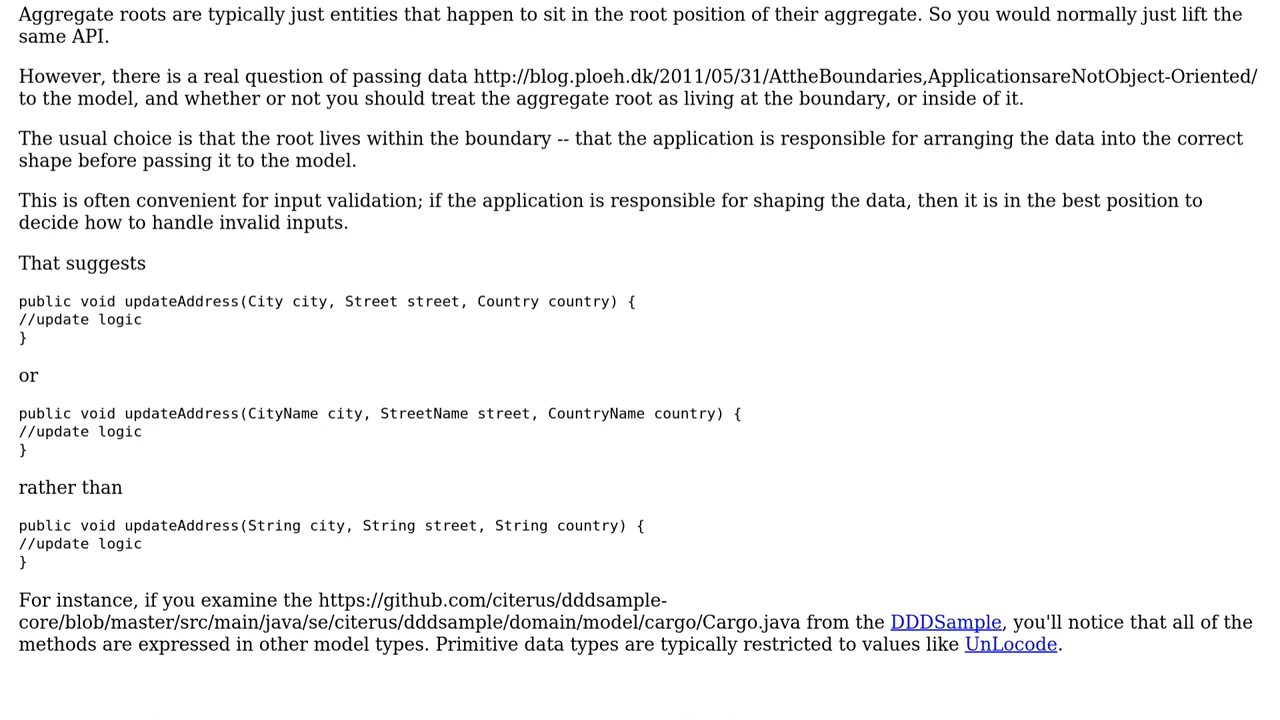 Aggregate roots are typically just entities that happen to sit in the root position of their aggregate. So you would normally just lift the
same API.
However, there is a real question of passing data http://blog.ploeh.dk/2011/05/31/AttheBoundaries,ApplicationsareNotObject-Oriented/
to the model, and whether or not you should treat the aggregate root as living at the boundary, or inside of it.
The usual choice is that the root lives within the boundary -- that the application is responsible for arranging the data into the correct
shape before passing it to the model.
This is often convenient for input validation; if the application is responsible for shaping the data, then it is in the best position to
decide how to handle invalid inputs.
That suggests
public void updateAddress(City city, Street street, Country country) {
//update logic
}
or
public void updateAddress(CityName city, StreetName street, CountryName country) {
//update logic
}
rather than
public void updateAddress(String city, String street, String country) {
//update logic
}
For instance, if you examine the https://github.com/citerus/dddsample-
core/blob/master/src/main/java/se/citerus/dddsample/domain/model/cargo/Cargo.java from the DDDSample, you'll notice that all of the
methods are expressed in other model types. Primitive data types are typically restricted to values like UnLocode.